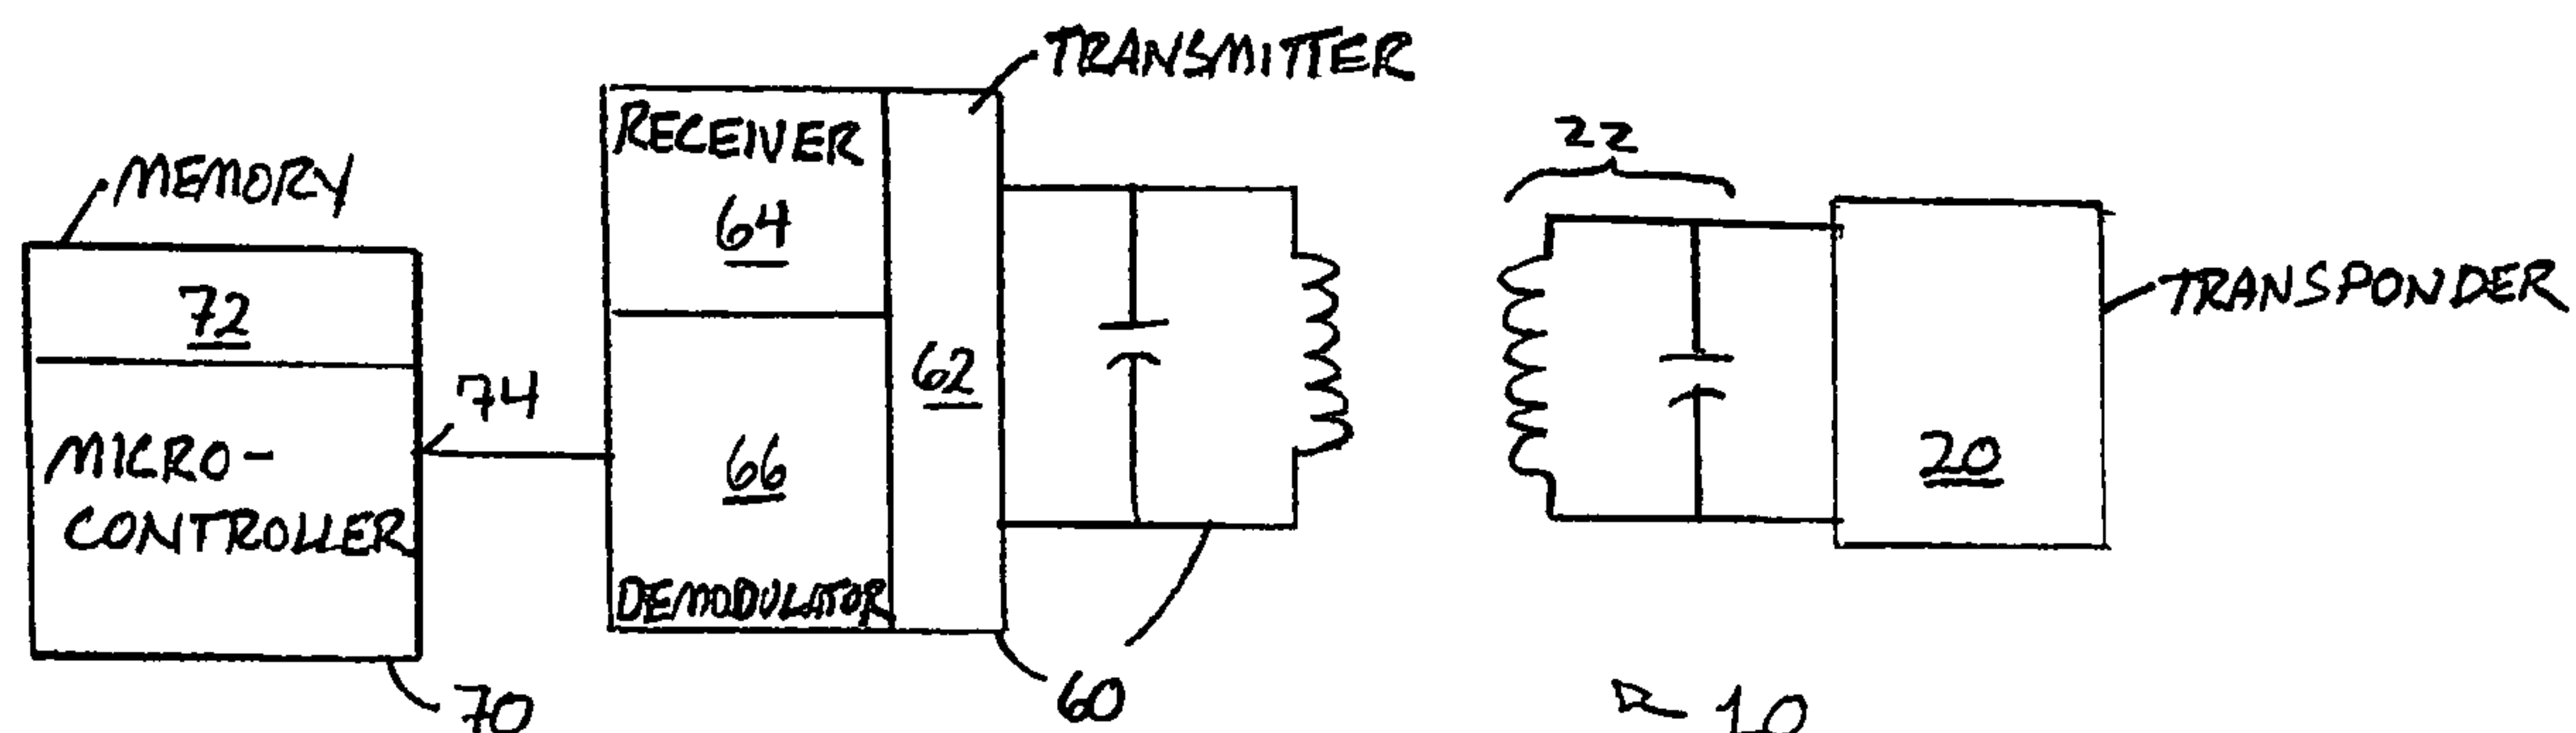 TRANSMITTER
RECEIVER
64
MEMORY
22
72
62
TRANSPONDER
74
MICRO-
CONTROLLER
66
20
DEMODULATOR
60
70
10